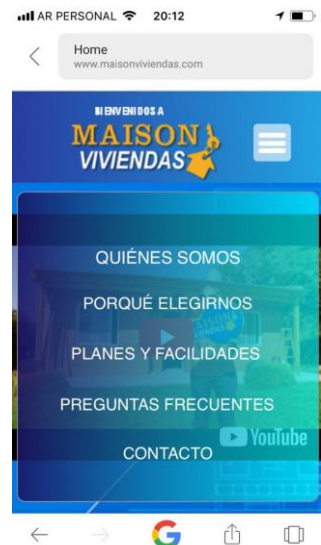 AR PERSONAL 20:12
Home
www.maisonviviendas.com
BIENVENIDOS A
MAISON
VIVIENDAS
QUIÉNES SOMOS
PORQUÉ ELEGIRNOS
PLANES Y FACILIDADES
PREGUNTAS FRECUENTES
YouTube
CONTACTO